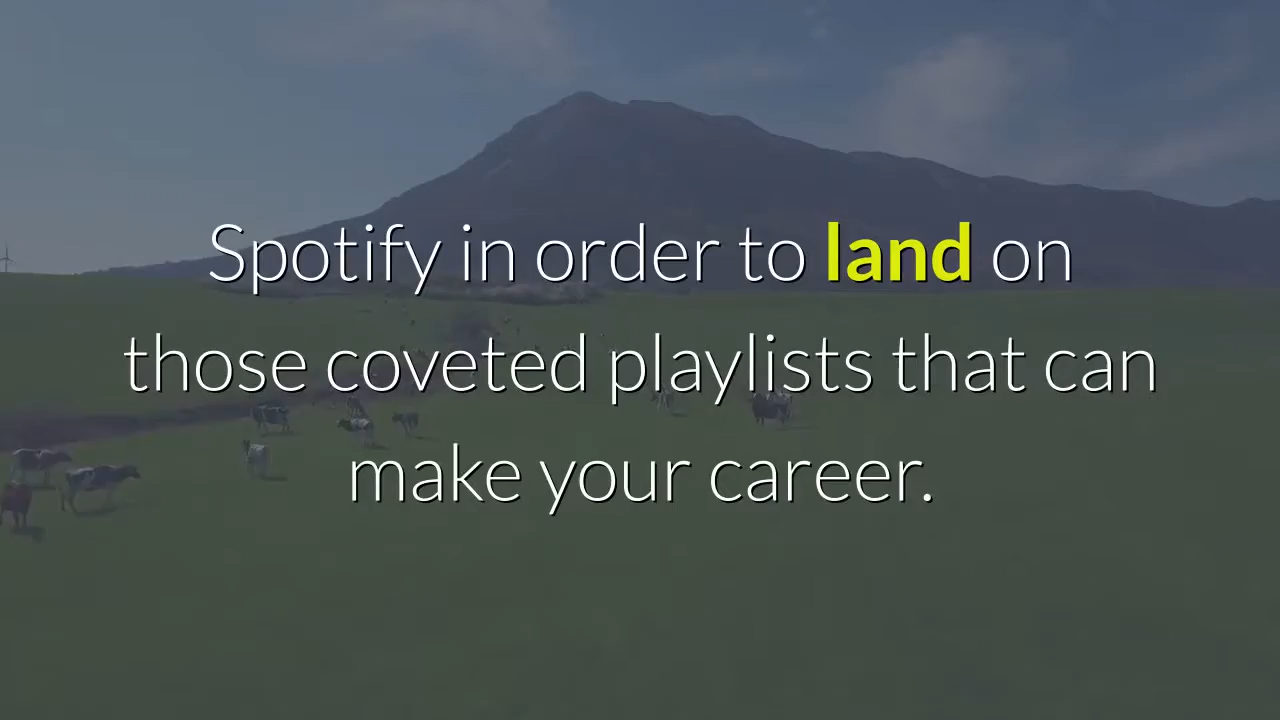 Spotify in order to land on
those coveted playlists that can
make your career.